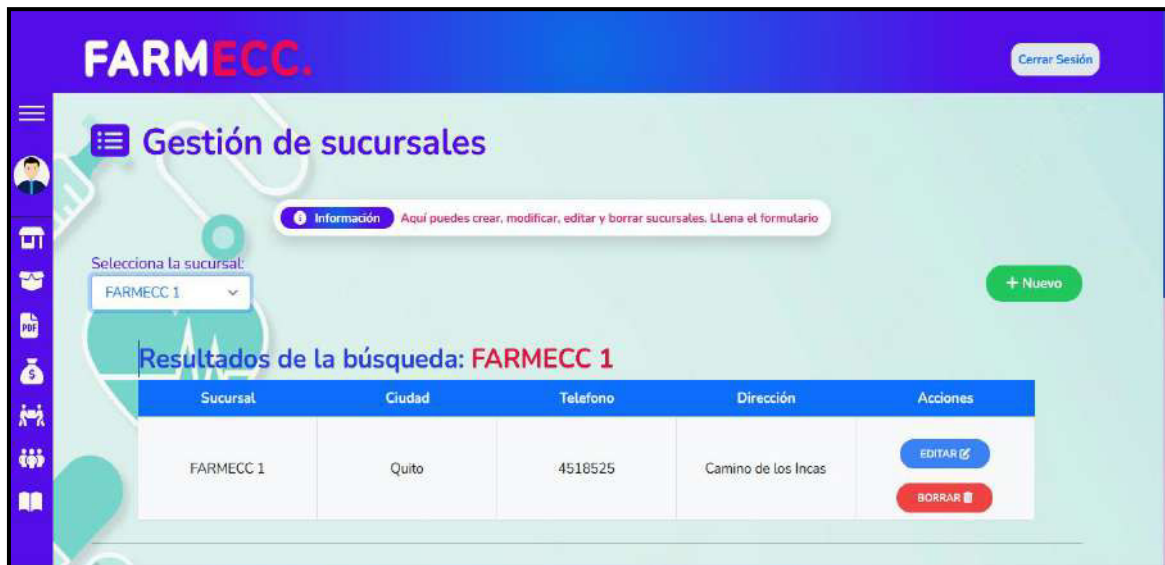 FARMECC.
Cerrar Sesión
Gestión de sucursales
Información Aquí puedes crear, modificar, editar y borrar sucursales. LLena el formulario
Selecciona la sucursal:
FARMECC 1
+ Nuevo
PDF
$
Resultados de la búsqueda: FARMECC 1
Sucursal Ciudad Telefono Dirección Acciones
FARMECC 1 Quito 4518525 Camino de los Incas EDITAR
BORRAR